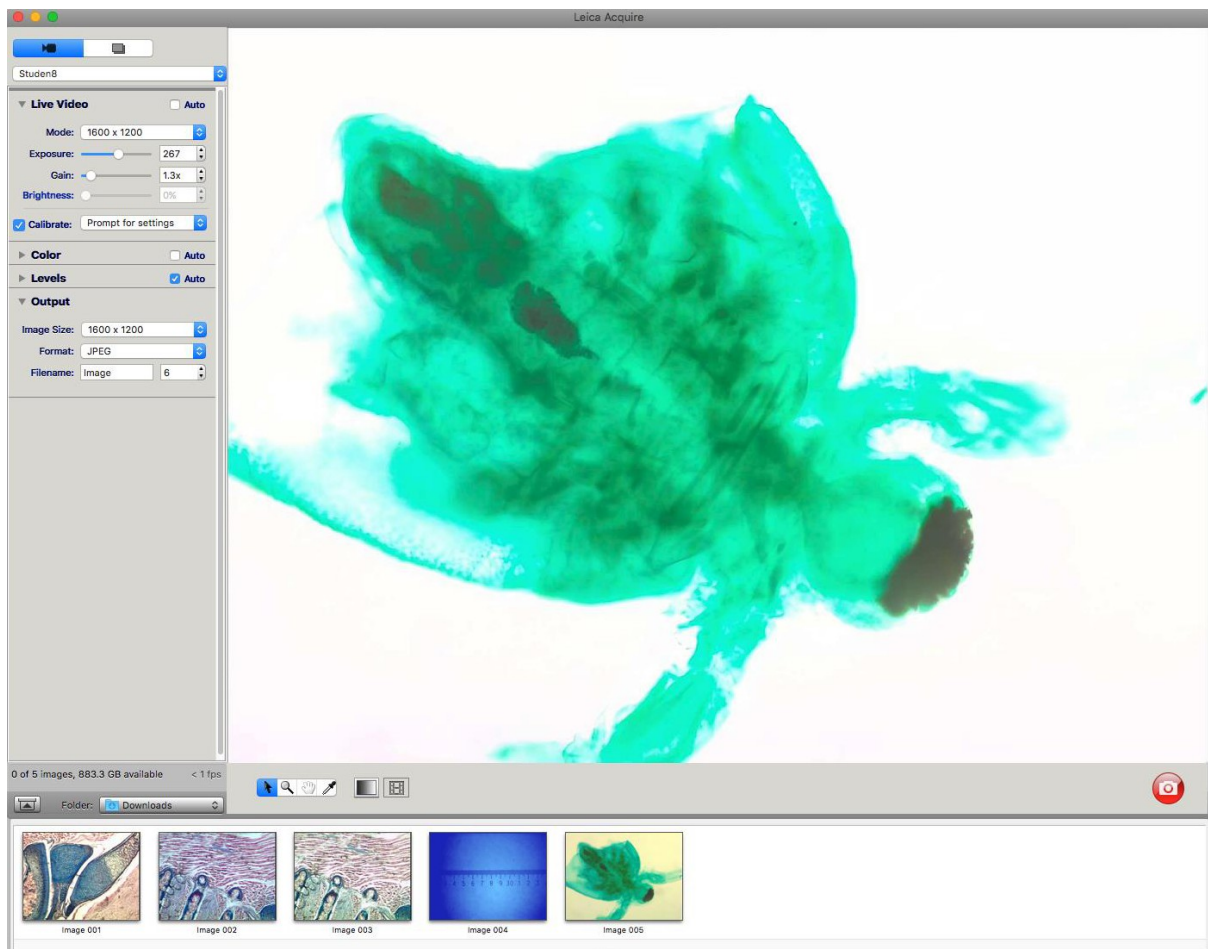 Leica Acquire
Studen8
Live Video Auto
Mode: 1600 x 1200
Exposure: 267
Gain: 1.3x
Brightness: 0%
Calibrate: Prompt for settings
Color Auto
Levels Auto
Output
Image Size: 1600 x 1200
Format: JPEG
Filename: Image 6
0 of 5 images, 883.3 GB available < 1 fps
Folder: Downloads
Image 001 Image 002 Image 003 Image 004 Image 005